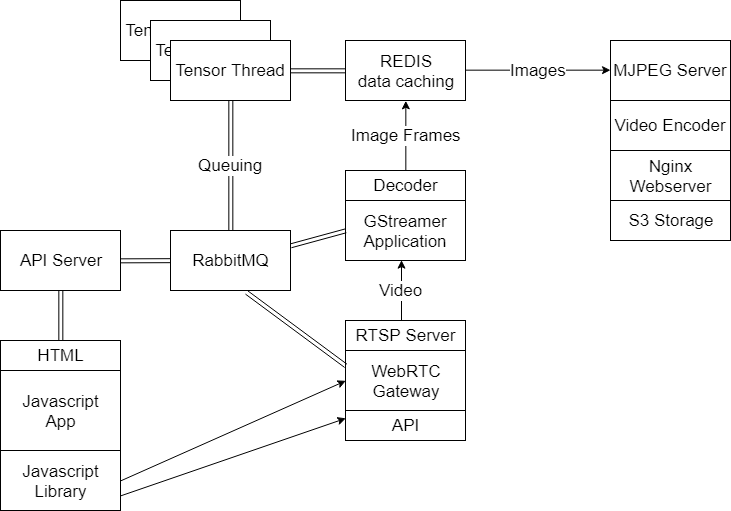 Ten
Te
Tensor Thread
REDIS
data caching
Images
MJPEG Server
Video Encoder
Nginx
Webserver
S3 Storage
Queuing
Image Frames
Decoder
GStreamer
Application
API Server
RabbitMQ
Video
RTSP Server
WebRTC
Gateway
API
HTML
Javascript
App
Javascript
Library